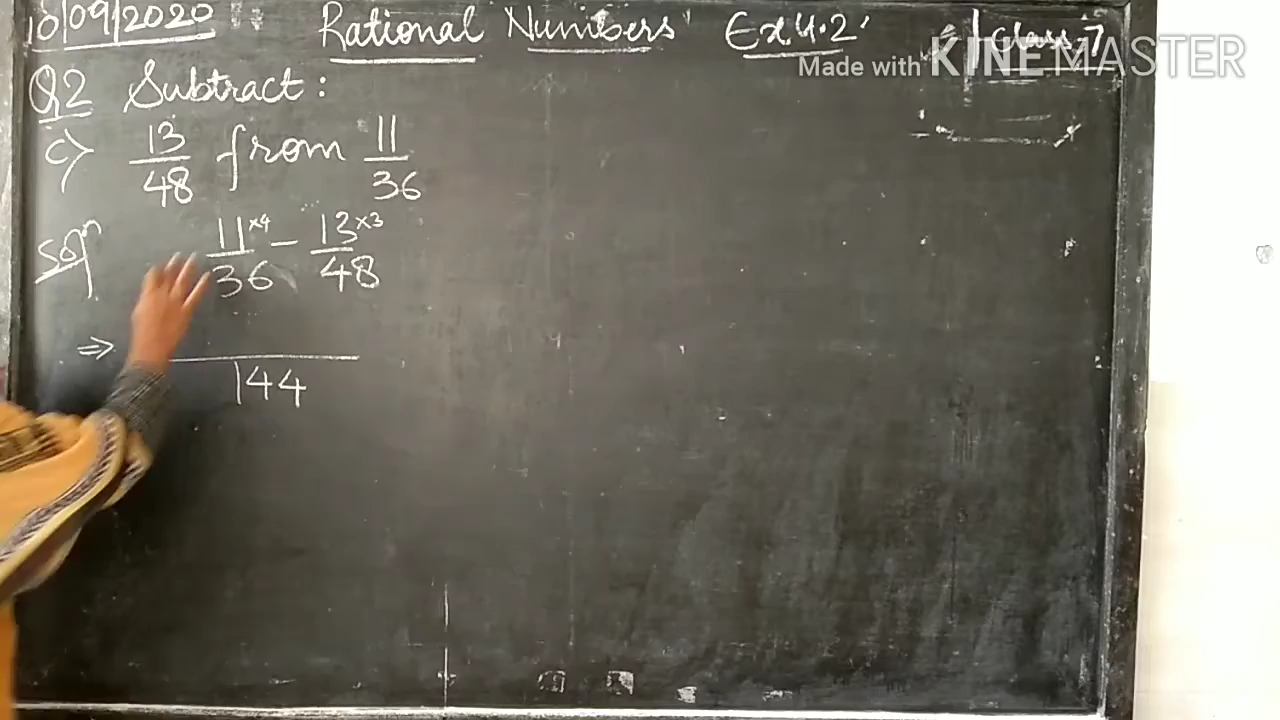 10/09/2020 Rational Numbers Ex 4.2 Class 7
Made with KINEMASTER
Q2 Subtract:
c) 13/48 from 11/36
Soln 11×4/36 - 13×3/48
⇒ /144